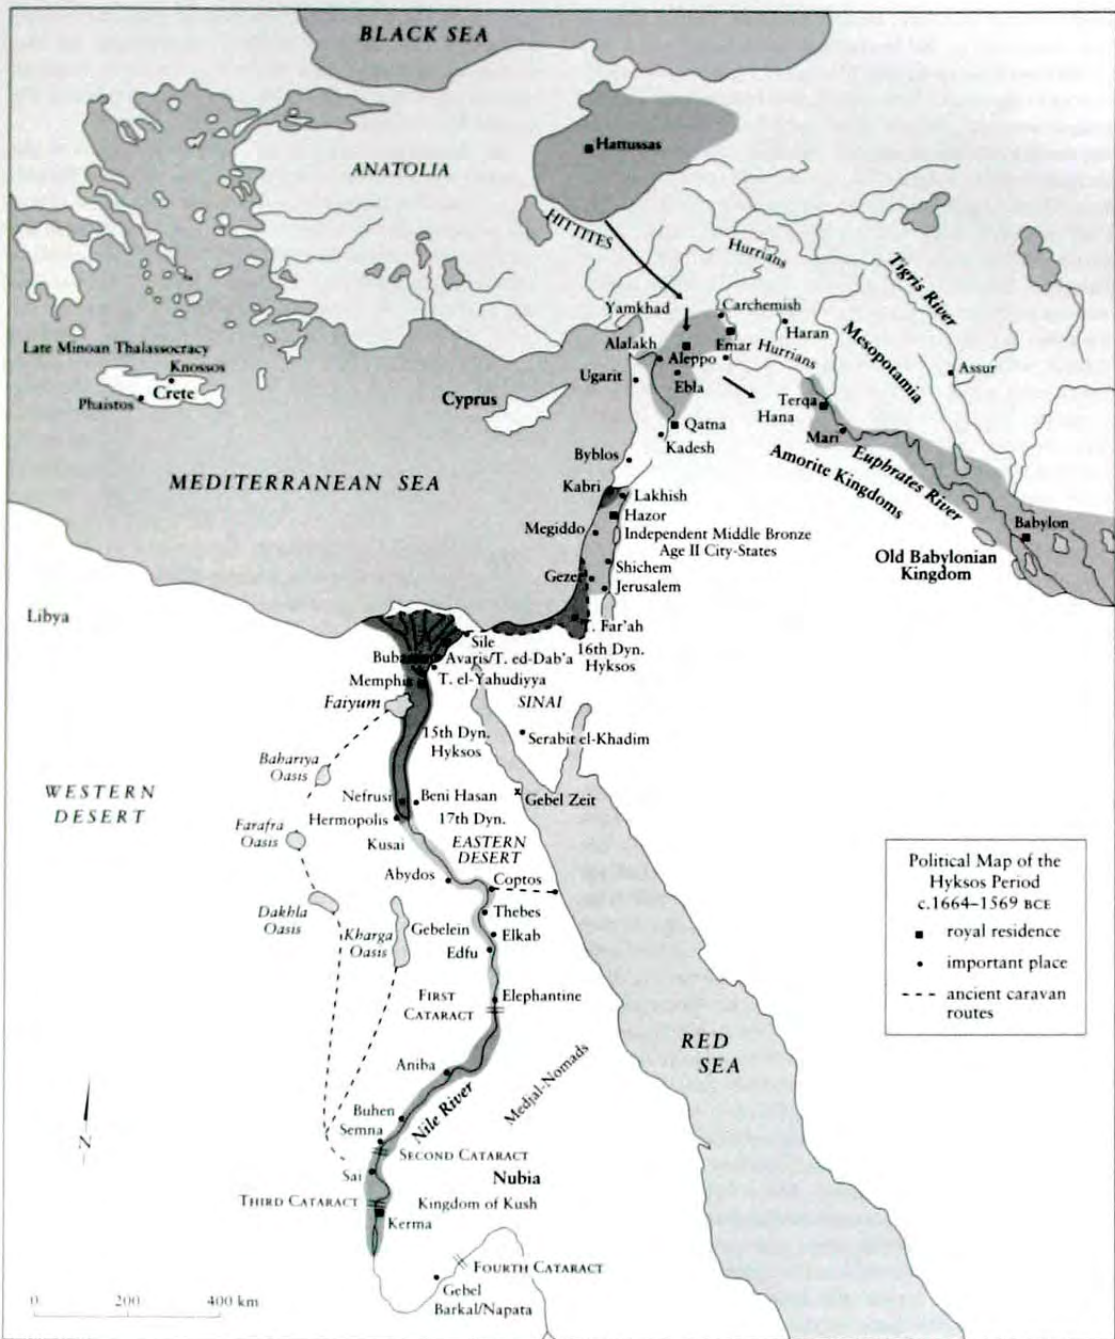 BLACK SEA
Hattussas
ANATOLIA
HITTITES
Hurrians
Tigris River
Yamkhad
Carchemish
Haran
Mesopotamia
Alalakh
Aleppo
Emar
Hurrians
Assur
Late Minoan Thalassocracy
Knossos
Crete
Phaistos
Cyprus
Ugarit
Ebla
Terqa
Hana
Qatna
Mari
Kadesh
Euphrates River
Amorite Kingdoms
Byblos
MEDITERRANEAN SEA
Kabri
Lakhish
Hazor
Megiddo
Independent Middle Bronze
Age II City-States
Babylon
Old Babylonian
Kingdom
Shichem
Gezer
Jerusalem
Libya
T. Far'ah
16th Dyn.
Hyksos
Sile
Avaris/T. ed-Dab'a
Memphis
T. el-Yahudiyya
Faiyum
SINAI
15th Dyn.
Hyksos
Serabit el-Khadim
Bahariya
Oasis
WESTERN
DESERT
Nefrusi
Beni Hasan
Gebel Zeit
Hermopolis
17th Dyn.
Farafra
Oasis
Kusai
EASTERN
DESERT
Abydos
Coptos
Dakhla
Oasis
Kharga
Oasis
Thebes
Gebelein
Elkab
Edfu
FIRST
CATARACT
Elephantine
RED
SEA
Aniba
Nile River
Medjal-Nomads
Buhen
Semna
SECOND CATARACT
Sai
Nubia
THIRD CATARACT
Kingdom of Kush
Kerma
FOURTH CATARACT
Gebel
Barkal/Napata
N
0 200 400 km
Political Map of the
Hyksos Period
c.1664–1569 BCE
royal residence
important place
ancient caravan
routes